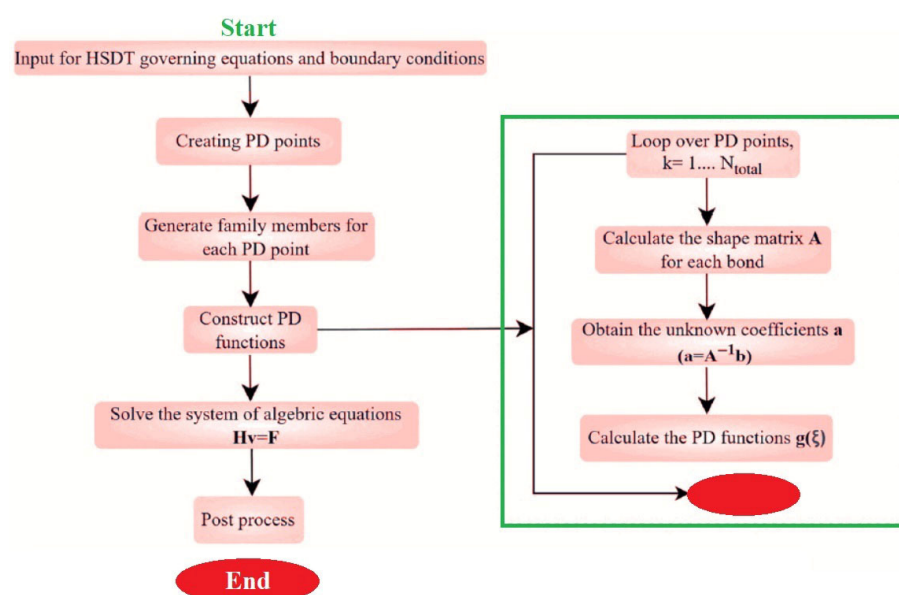 Start
Input for HSDT governing equations and boundary conditions
Creating PD points
Generate family members for
each PD point
Construct PD
functions
Solve the system of algebric equations
Hv=F
Post process
End
Loop over PD points,
k= 1.... Ntotal
Calculate the shape matrix A
for each bond
Obtain the unknown coefficients a
(a=A⁻¹b)
Calculate the PD functions g(ξ)